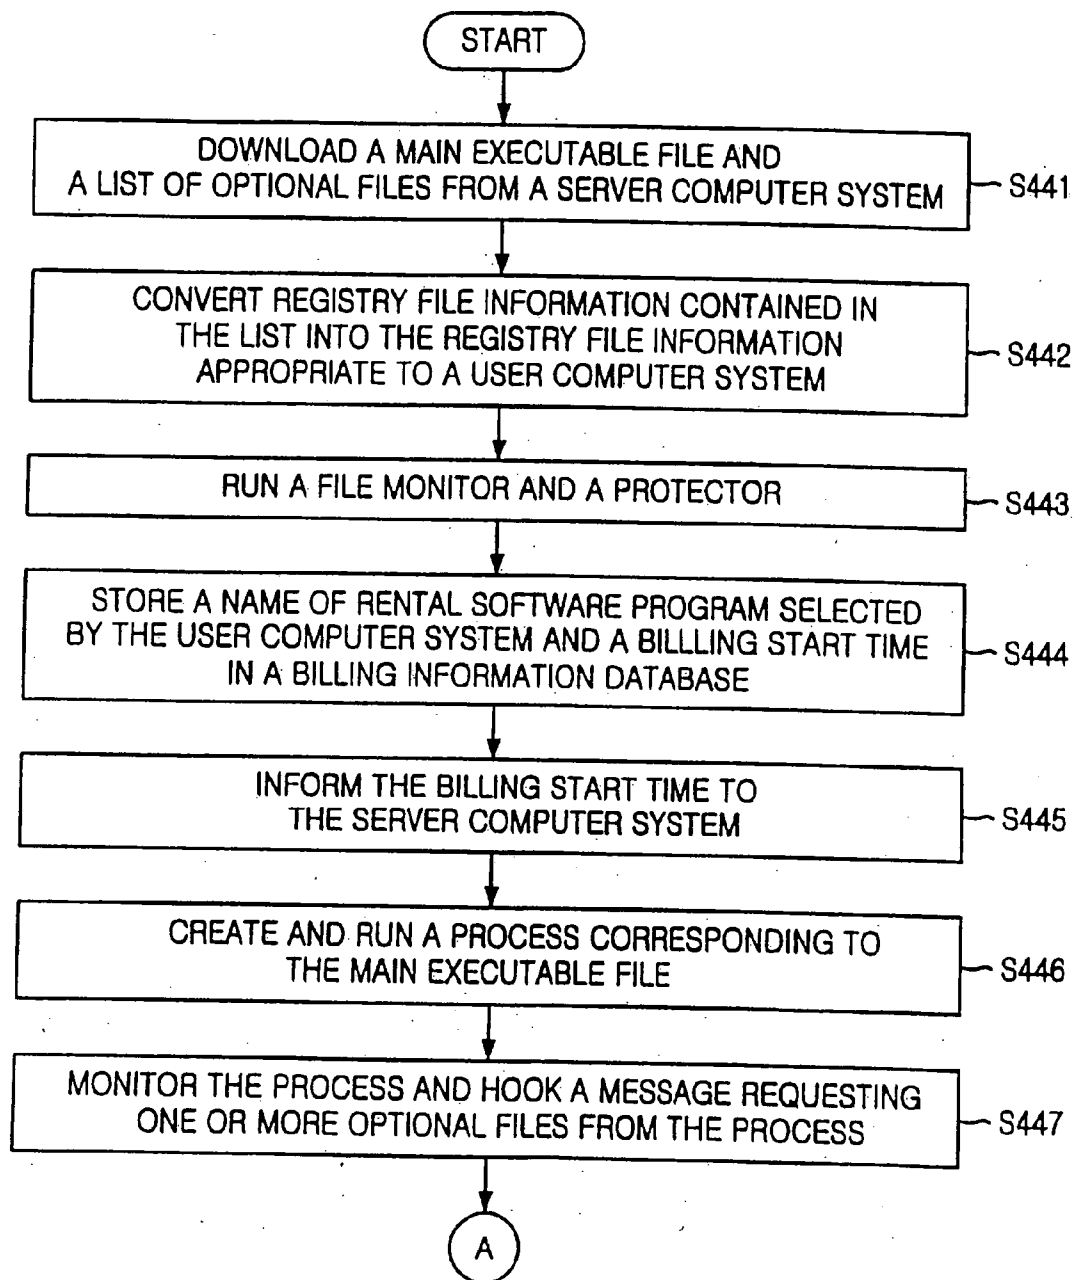 START
DOWNLOAD A MAIN EXECUTABLE FILE AND
A LIST OF OPTIONAL FILES FROM A SERVER COMPUTER SYSTEM
S441
CONVERT REGISTRY FILE INFORMATION CONTAINED IN
THE LIST INTO THE REGISTRY FILE INFORMATION
APPROPRIATE TO A USER COMPUTER SYSTEM
S442
RUN A FILE MONITOR AND A PROTECTOR
S443
STORE A NAME OF RENTAL SOFTWARE PROGRAM SELECTED
BY THE USER COMPUTER SYSTEM AND A BILLLING START TIME
IN A BILLING INFORMATION DATABASE
S444
INFORM THE BILLING START TIME TO
THE SERVER COMPUTER SYSTEM
S445
CREATE AND RUN A PROCESS CORRESPONDING TO
THE MAIN EXECUTABLE FILE
S446
MONITOR THE PROCESS AND HOOK A MESSAGE REQUESTING
ONE OR MORE OPTIONAL FILES FROM THE PROCESS
S447
A